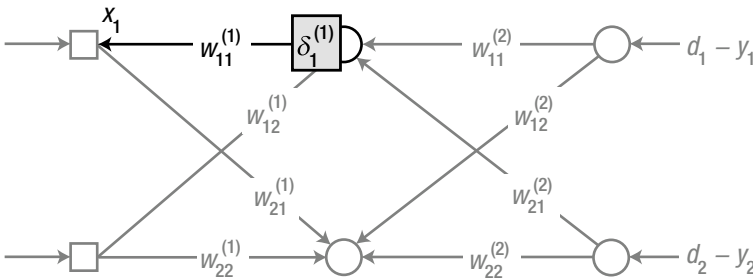 x₁
w₁₁⁽¹⁾ δ₁⁽¹⁾ w₁₁⁽²⁾ d₁ – y₁
w₁₂⁽¹⁾ w₁₂⁽²⁾
w₂₁⁽¹⁾ w₂₁⁽²⁾
w₂₂⁽¹⁾ w₂₂⁽²⁾ d₂ – y₂